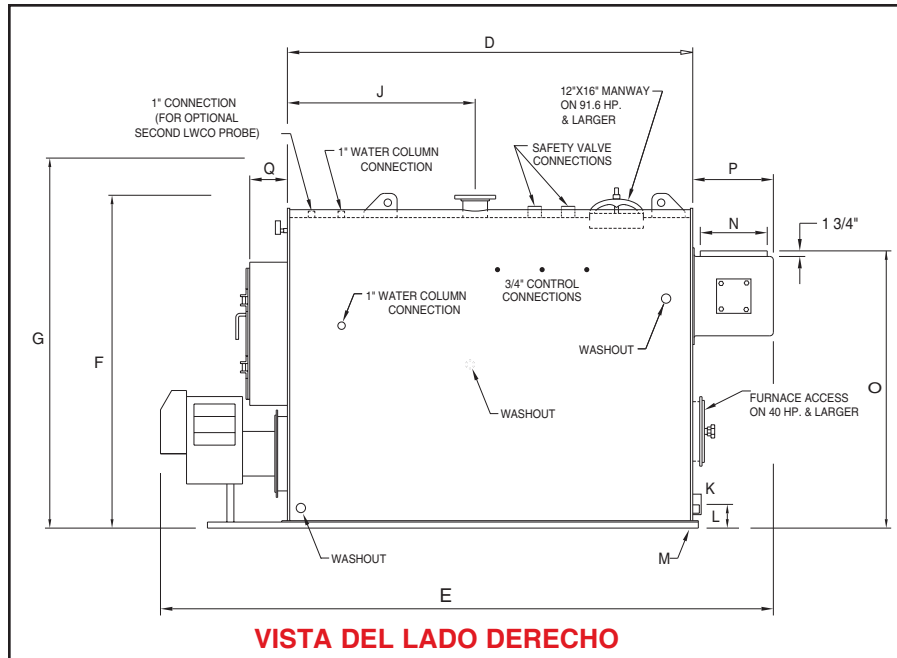 D
J
12"X16" MANWAY
ON 91.6 HP.
& LARGER
1" CONNECTION
(FOR OPTIONAL
SECOND LWCO PROBE)
1" WATER COLUMN
CONNECTION
SAFETY VALVE
CONNECTIONS
Q
P
N
1 3/4"
3/4" CONTROL
CONNECTIONS
1" WATER COLUMN
CONNECTION
WASHOUT
G
F
O
WASHOUT
FURNACE ACCESS
ON 40 HP. & LARGER
K
L
WASHOUT
M
E
VISTA DEL LADO DERECHO